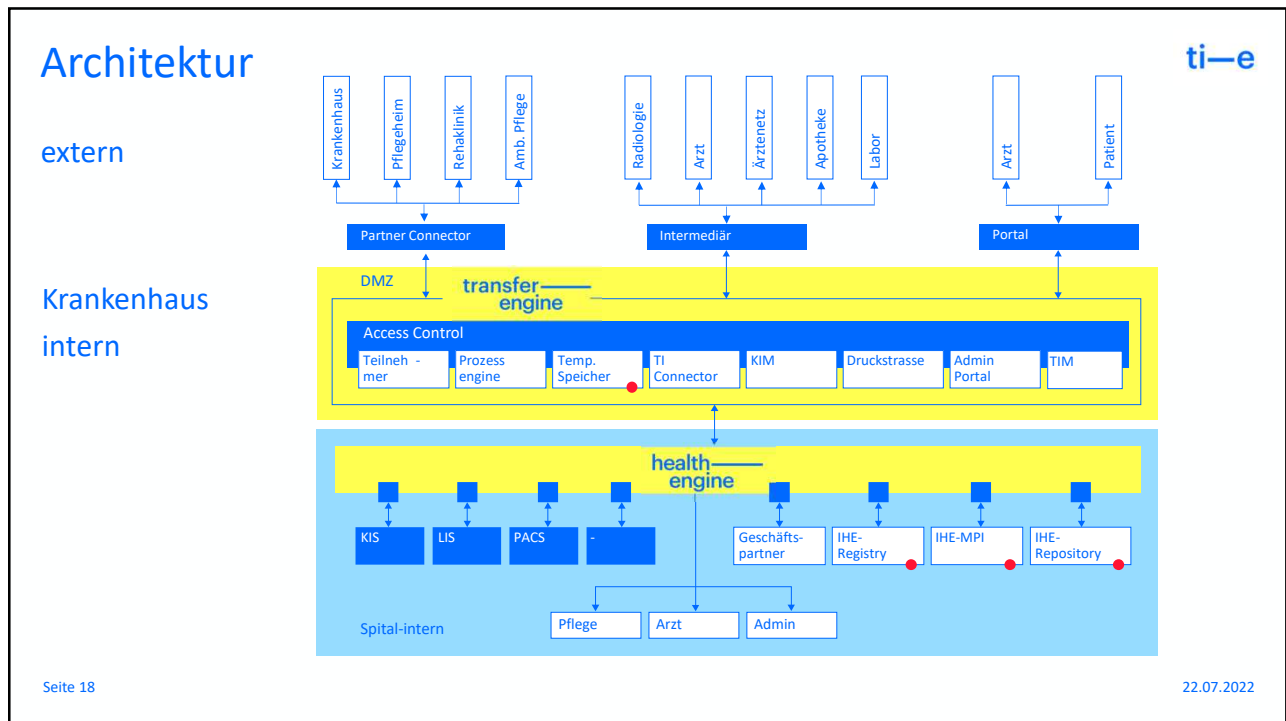 Architektur
ti—e
extern
Krankenhaus
Pflegeheim
Rehaklinik
Amb. Pflege
Radiologie
Arzt
Ärztenetz
Apotheke
Labor
Arzt
Patient
Partner Connector
Intermediär
Portal
Krankenhaus
intern
DMZ
transfer——
engine
Access Control
Teilneh -
mer
Prozess
engine
Temp.
Speicher
TI
Connector
KIM
Druckstrasse
Admin
Portal
TIM
health——
engine
KIS
LIS
PACS
-
Geschäfts-
partner
IHE-
Registry
IHE-MPI
IHE-
Repository
Pflege
Arzt
Admin
Spital-intern
Seite 18
22.07.2022